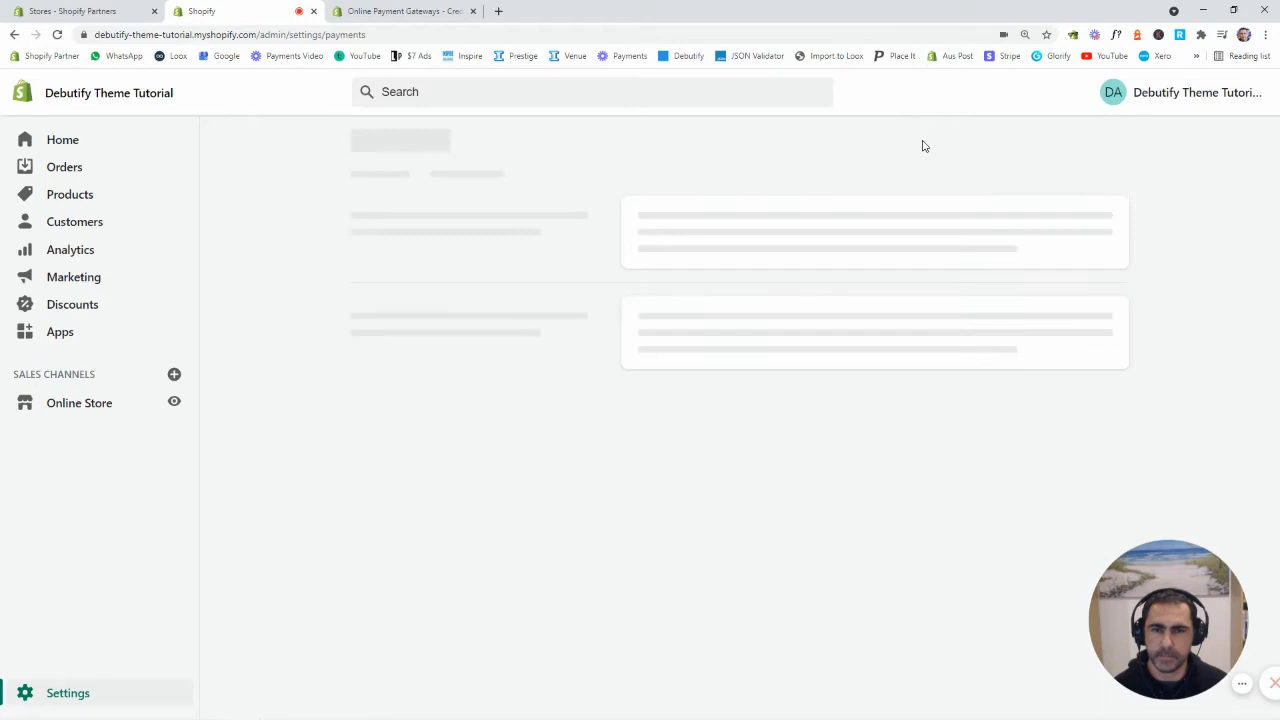 Stores - Shopify Partners
Shopify
Online Payment Gateways - Cred
debutify-theme-tutorial.myshopify.com/admin/settings/payments
Shopify Partner
WhatsApp
Loox
Google
Payments Video
YouTube
$7 Ads
Inspire
Prestige
Venue
Payments
Debutify
JSON Validator
Import to Loox
Place It
Aus Post
Stripe
Glorify
YouTube
Xero
»
Reading list
Debutify Theme Tutorial
Search
DA
Debutify Theme Tutori...
Home
Orders
Products
Customers
Analytics
Marketing
Discounts
Apps
SALES CHANNELS
Online Store
Settings